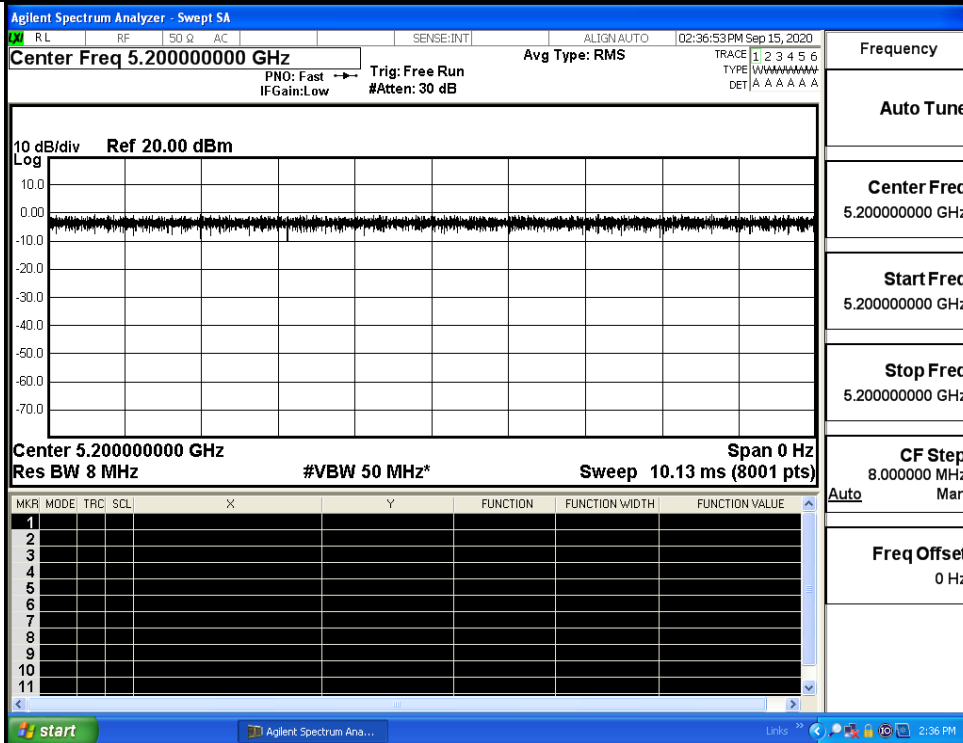 Agilent Spectrum Analyzer - Swept SA
LXI RL RF 50 Ω AC SENSE:INT ALIGNAUTO 02:36:53PM Sep 15, 2020
Center Freq 5.200000000 GHz
PNO: Fast
IFGain:Low
Trig: Free Run
#Atten: 30 dB
Avg Type: RMS
TRACE 1 2 3 4 5 6
TYPE WWWWWW
DET A A A A A A
10 dB/div Ref 20.00 dBm
Log
10.0
0.00
-10.0
-20.0
-30.0
-40.0
-50.0
-60.0
-70.0
Center 5.200000000 GHz Span 0 Hz
Res BW 8 MHz #VBW 50 MHz* Sweep 10.13 ms (8001 pts)
MKR MODE TRC SCL X Y FUNCTION FUNCTION WIDTH FUNCTION VALUE
1
2
3
4
5
6
7
8
9
10
11
Frequency
Auto Tune
Center Freq
5.200000000 GHz
Start Freq
5.200000000 GHz
Stop Freq
5.200000000 GHz
CF Step
8.000000 MHz
Auto Man
Freq Offset
0 Hz
start Agilent Spectrum Ana... Links » 2:36 PM